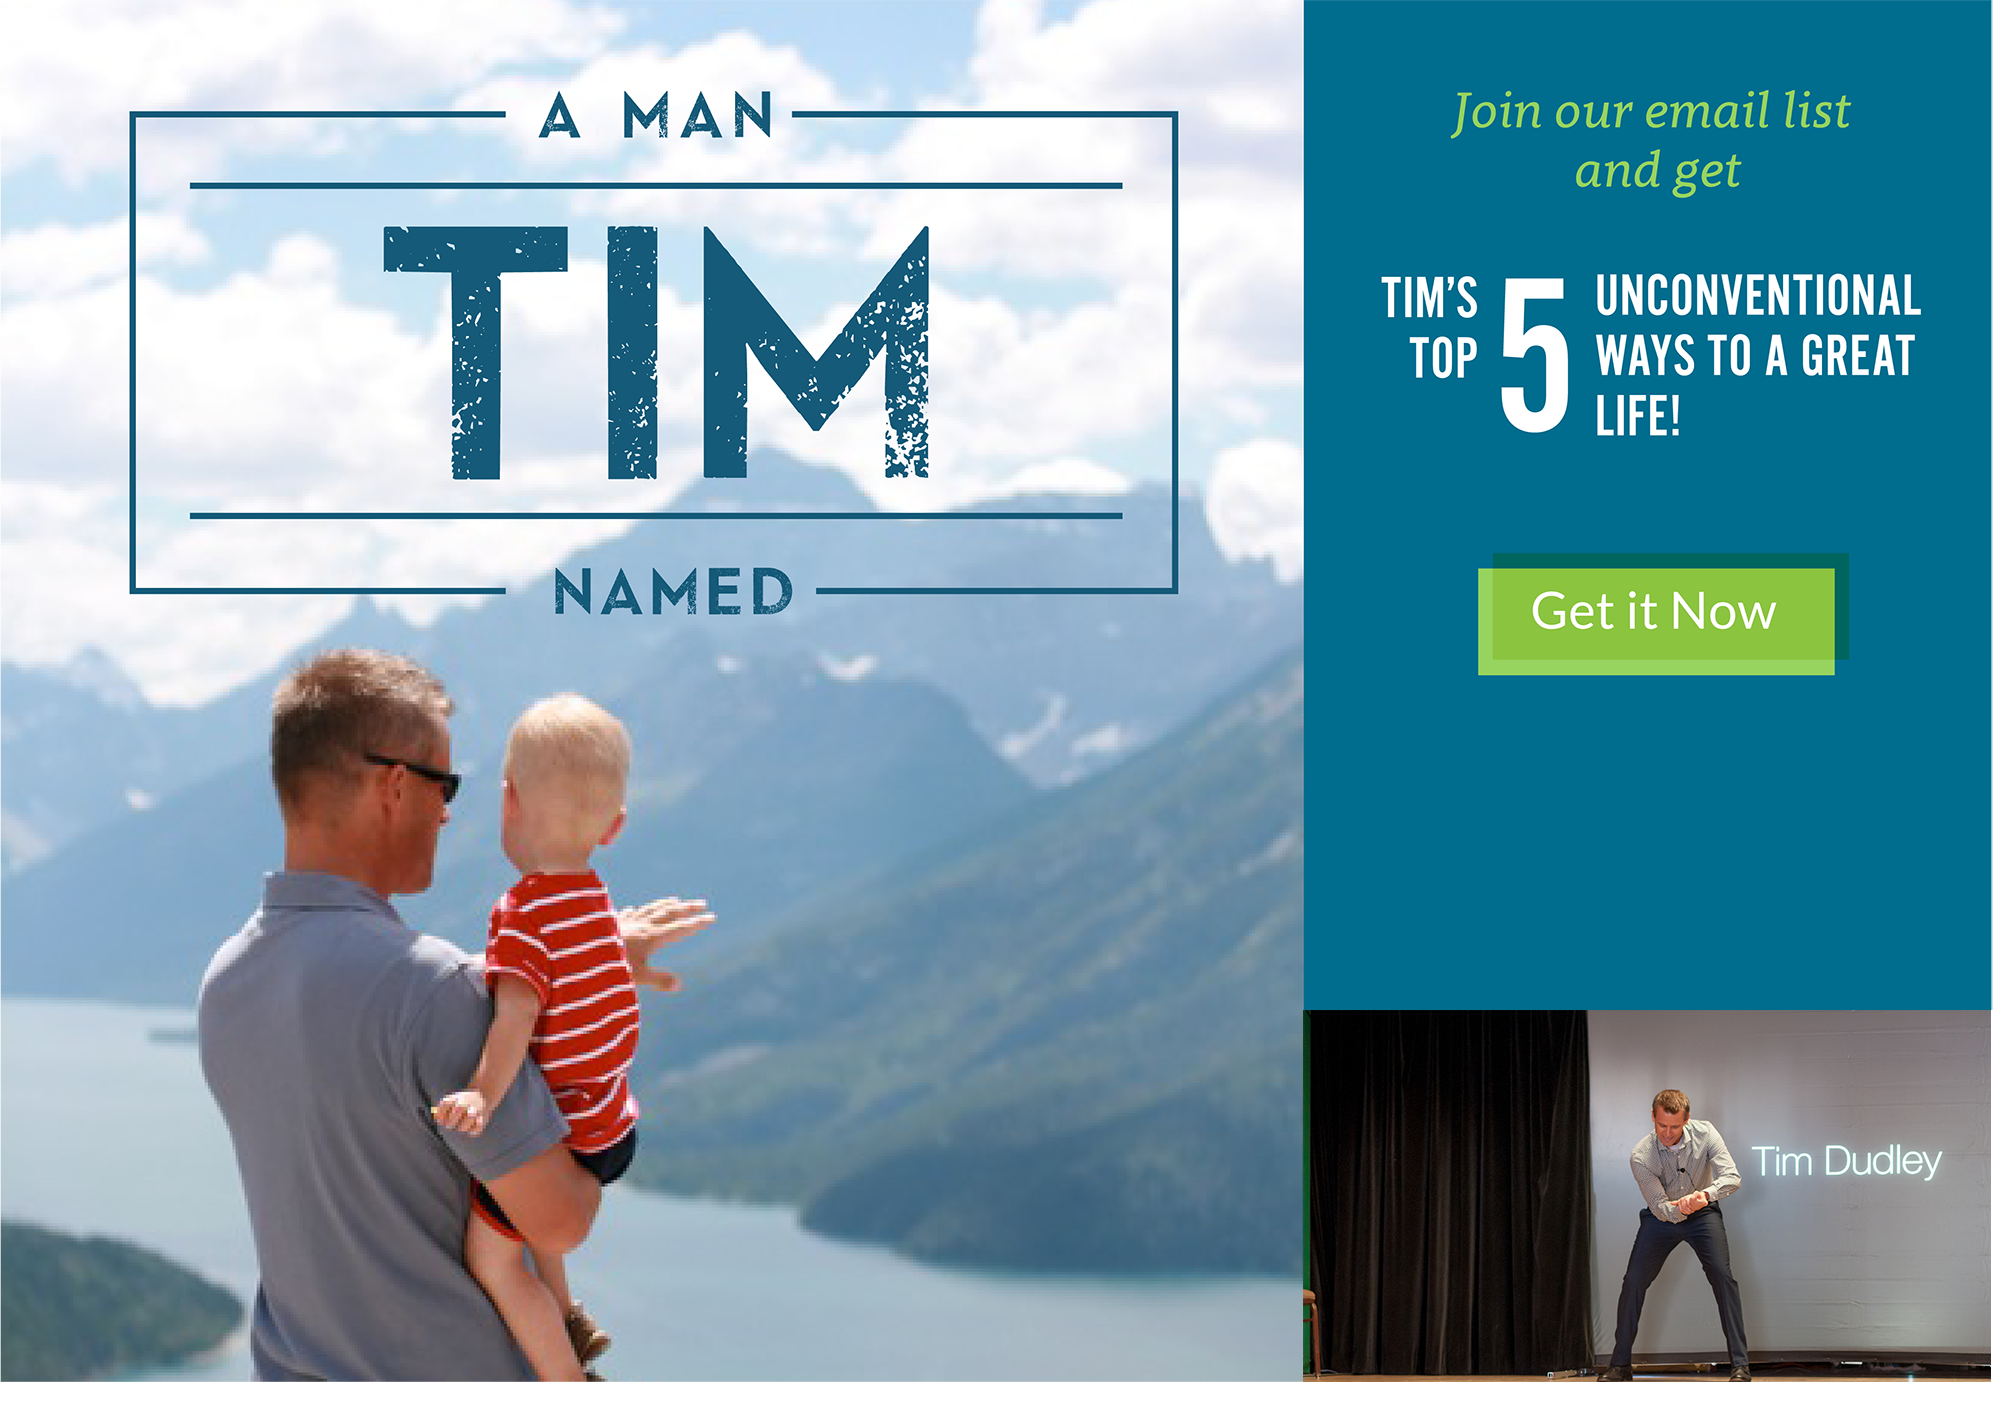 A MAN
TIM
NAMED
Join our email list
and get
TIM'S
TOP
5
UNCONVENTIONAL
WAYS TO A GREAT
LIFE!
Get it Now
Tim Dudley